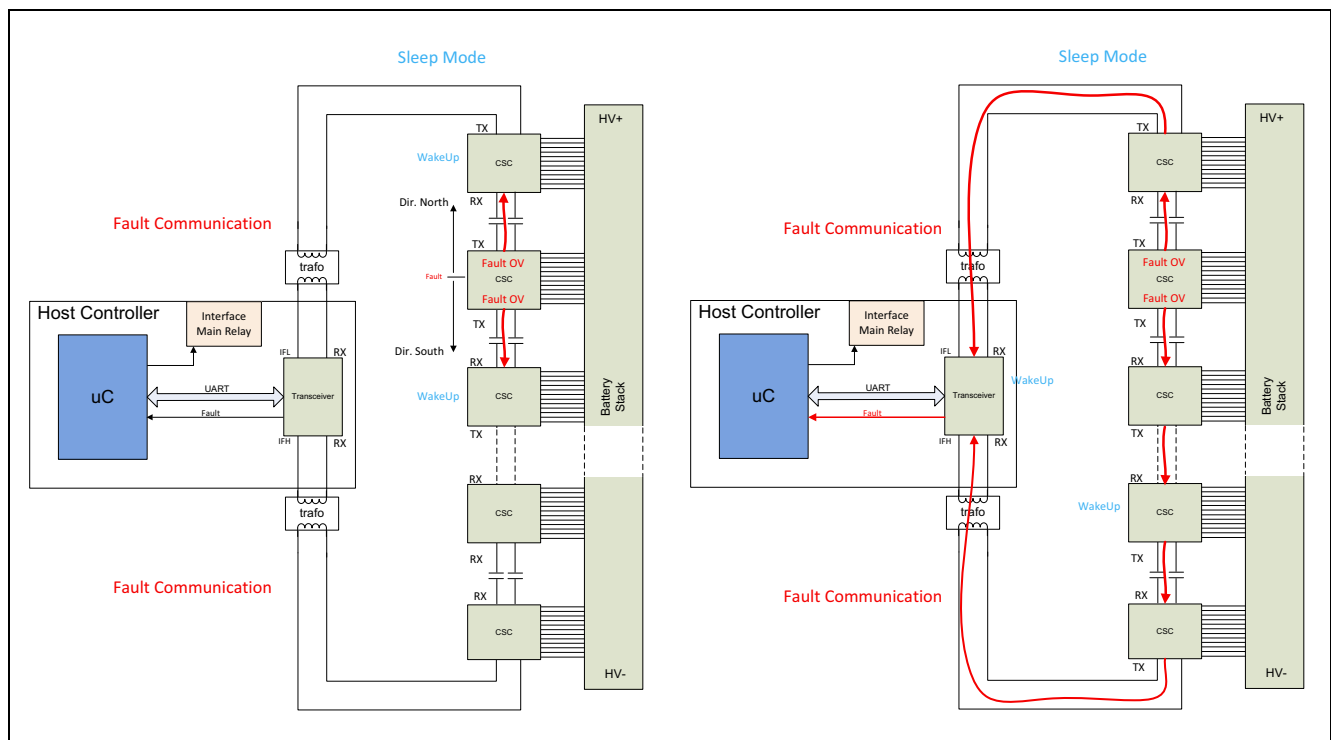 Sleep Mode
TX
HV+
CSC
WakeUp
RX
Dir. North
Fault Communication
TX
Fault OV
trafo
Fault
CSC
Fault OV
Host Controller
Interface
Main Relay
TX
Dir. South
IFL
RX
RX
uC
UART
Transceiver
CSC
WakeUp
Fault
Battery
Stack
TX
IFH
RX
RX
trafo
CSC
RX
Fault Communication
RX
CSC
HV-
Sleep Mode
TX
HV+
CSC
WakeUp
RX
Fault Communication
TX
Fault OV
trafo
CSC
Fault OV
Host Controller
Interface
Main Relay
TX
IFL
RX
RX
WakeUp
uC
UART
Transceiver
CSC
Fault
Battery
Stack
TX
IFH
RX
RX
WakeUp
trafo
CSC
TX
Fault Communication
RX
CSC
TX
HV-